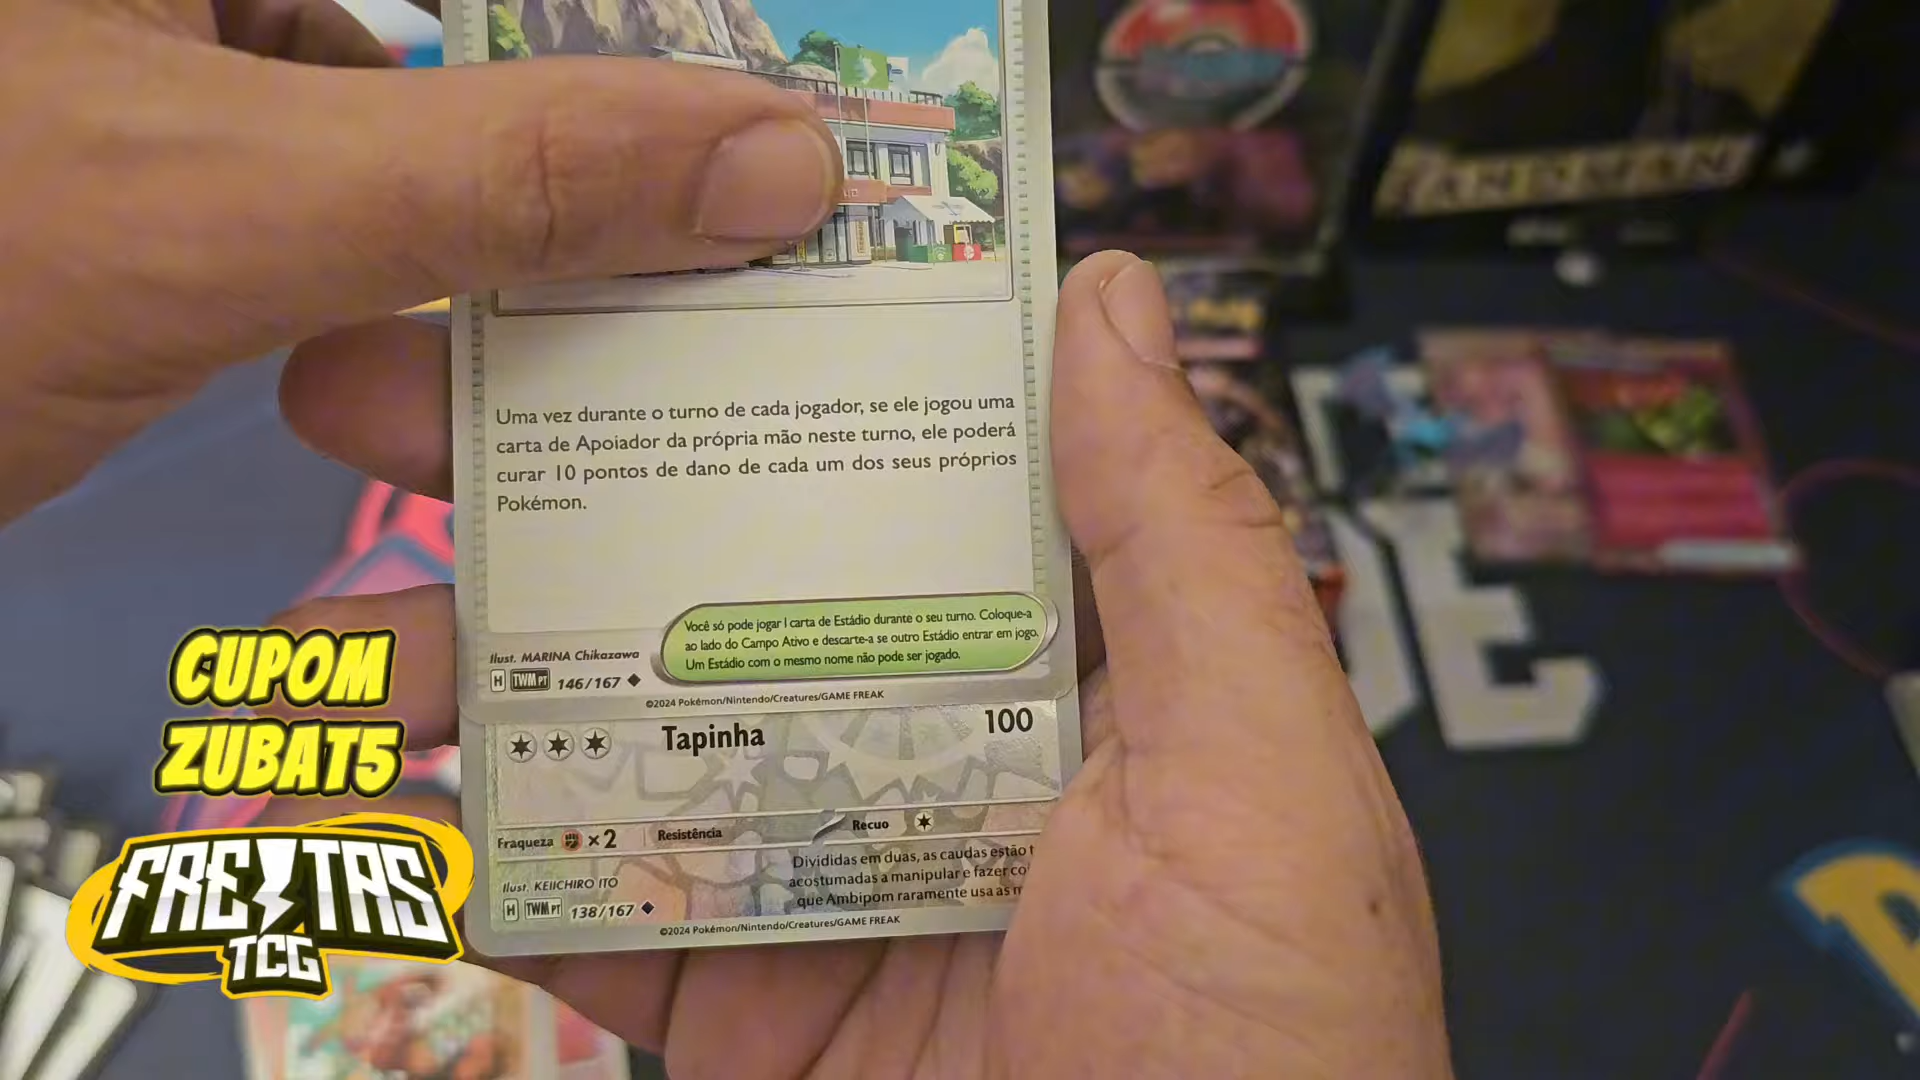 Uma vez durante o turno de cada jogador, se ele jogou uma
carta de Apoiador da própria mão neste turno, ele poderá
curar 10 pontos de dano de cada um dos seus próprios
Pokémon.
Você só pode jogar 1 carta de Estádio durante o seu turno. Coloque-a
ao lado do Campo Ativo e descarte-a se outro Estádio entrar em jogo.
Um Estádio com o mesmo nome não pode ser jogado.
Ilust. MARINA Chikazawa
H TWM PT 146/167
©2024 Pokémon/Nintendo/Creatures/GAME FREAK
Tapinha 100
Fraqueza ×2 Resistência Recuo
Divididas em duas, as caudas estão t
acostumadas a manipular e fazer co
que Ambipom raramente usa as m
Ilust. KEIICHIRO ITO
H TWM PT 138/167
©2024 Pokémon/Nintendo/Creatures/GAME FREAK
CUPOM
ZUBAT5
FREITAS
TCG